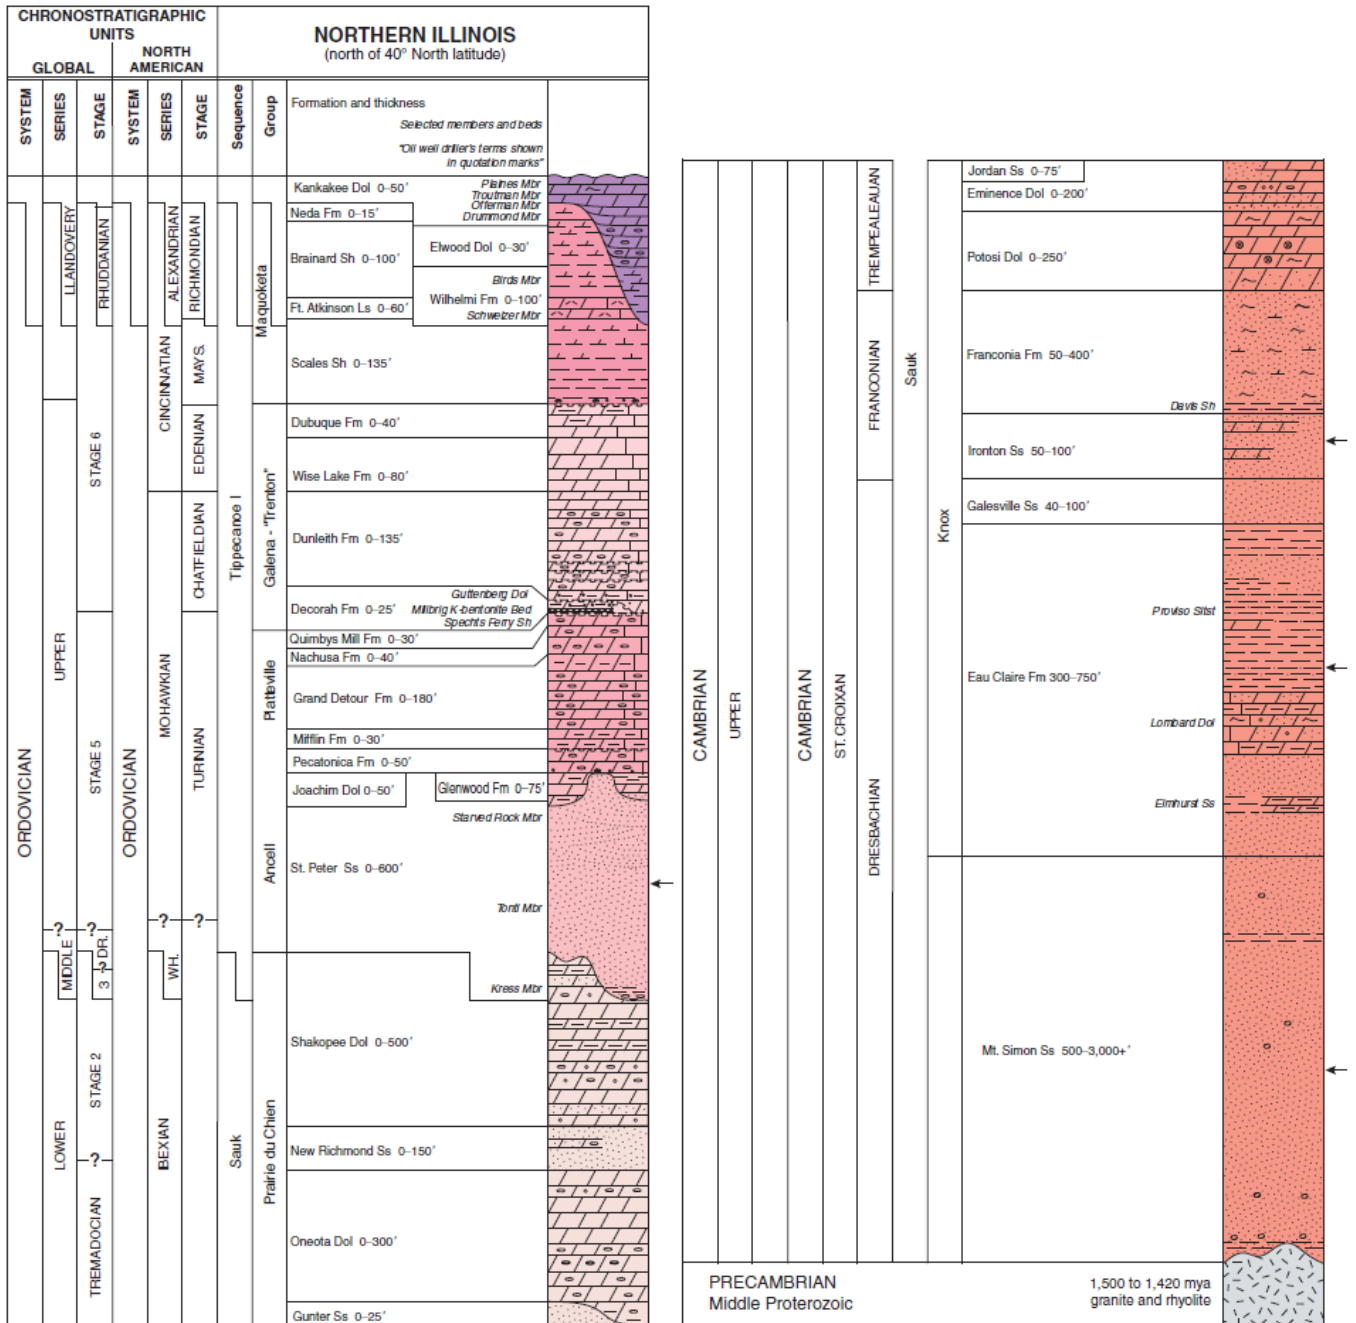 CHRONOSTRATIGRAPHIC
UNITS
GLOBAL
NORTH
AMERICAN
NORTHERN ILLINOIS
(north of 40° North latitude)
SYSTEM
SERIES
STAGE
SYSTEM
SERIES
STAGE
Sequence
Group
Formation and thickness
Selected members and beds
"Oil well driller's terms shown
in quotation marks"
LLANDOVERY
RHUDDANIAN
ALEXANDRIAN
RICHMONDIAN
Maquoketa
Kankakee Dol 0–50′
Plaines Mbr
Troutman Mbr
Offerman Mbr
Drummond Mbr
Neda Fm 0–15′
Elwood Dol 0–30′
Brainard Sh 0–100′
Birds Mbr
Wilhelmi Fm 0–100′
Schweizer Mbr
Ft. Atkinson Ls 0–60′
CINCINNATIAN
MAYS.
Scales Sh 0–135′
EDENIAN
STAGE 6
Tippecanoe I
Galena - "Trenton"
Dubuque Fm 0–40′
Wise Lake Fm 0–80′
CHATFIELDIAN
Dunleith Fm 0–135′
Guttenberg Dol
Decorah Fm 0–25′
Millbrig K-bentonite Bed
Spechts Ferry Sh
UPPER
STAGE 5
MOHAWKIAN
TURINIAN
Platteville
Quimbys Mill Fm 0–30′
Nachusa Fm 0–40′
Grand Detour Fm 0–180′
Mifflin Fm 0–30′
Pecatonica Fm 0–50′
ORDOVICIAN
ORDOVICIAN
Ancell
Joachim Dol 0–50′
Glenwood Fm 0–75′
Starved Rock Mbr
St. Peter Ss 0–600′
Tonti Mbr
?
?
?
?
MIDDLE
DR.
?
3
WH.
Kress Mbr
LOWER
STAGE 2
?
TREMADOCIAN
IBEXIAN
Sauk
Prairie du Chien
Shakopee Dol 0–500′
New Richmond Ss 0–150′
Oneota Dol 0–300′
Gunter Ss 0–25′
CAMBRIAN
UPPER
CAMBRIAN
ST. CROIXAN
TREMPEALEAUAN
FRANCONIAN
DRESBACHIAN
Sauk
Knox
Jordan Ss 0–75′
Eminence Dol 0–200′
Potosi Dol 0–250′
Franconia Fm 50–400′
Davis Sh
Ironton Ss 50–100′
Galesville Ss 40–100′
Proviso Sltst
Eau Claire Fm 300–750′
Lombard Dol
Elmhurst Ss
Mt. Simon Ss 500–3,000+′
PRECAMBRIAN
Middle Proterozoic
1,500 to 1,420 mya
granite and rhyolite